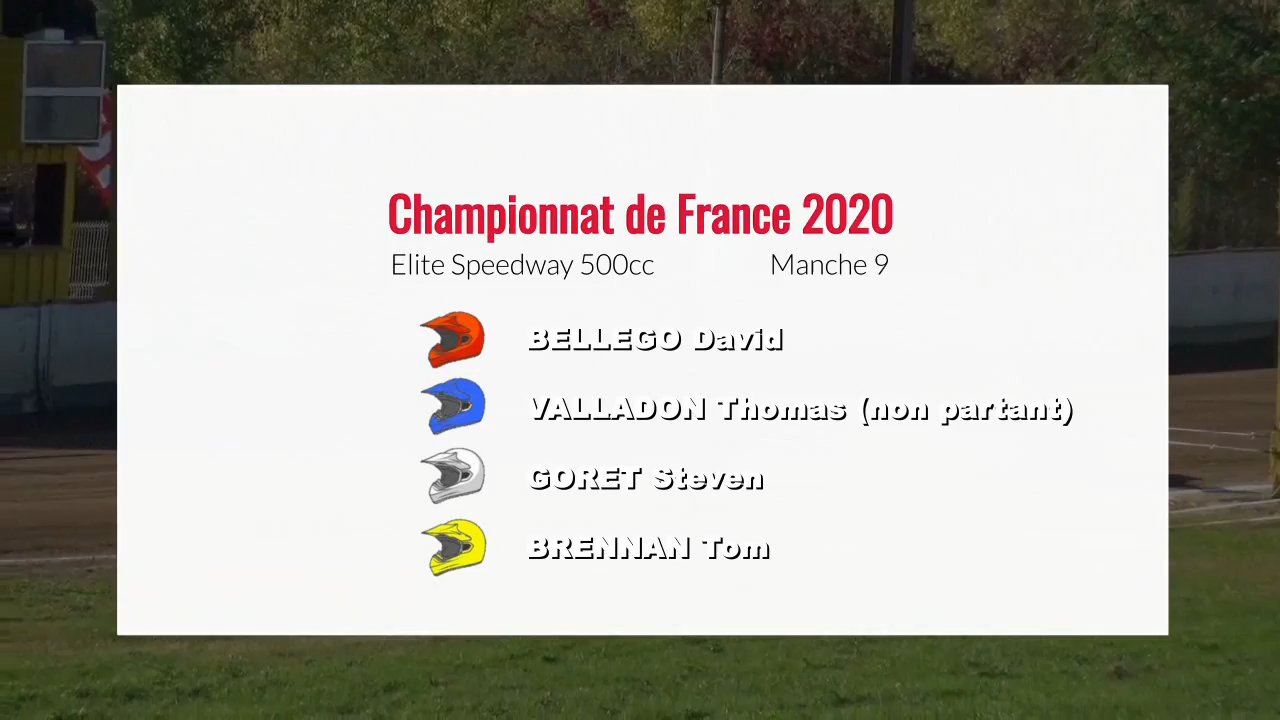 Championnat de France 2020
Elite Speedway 500cc Manche 9
BELLEGO David
VALLADON Thomas (non partant)
GORET Steven
BRENNAN Tom